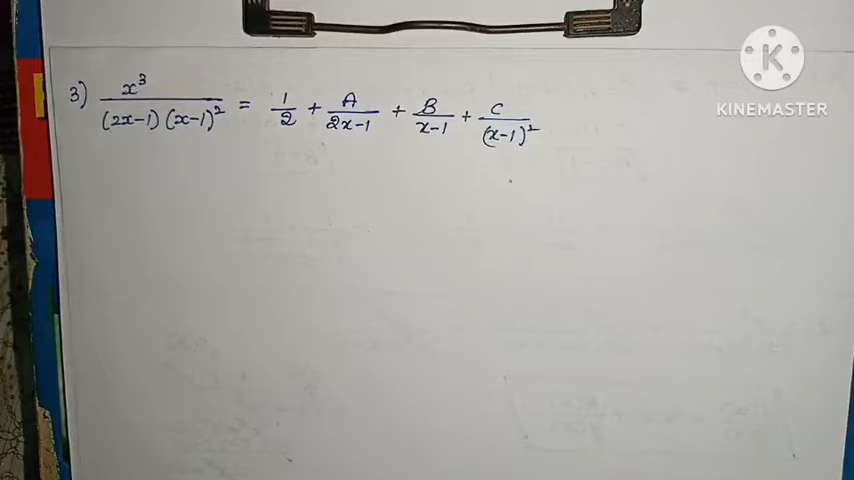 3) x³/((2x-1)(x-1)²) = 1/2 + A/(2x-1) + B/(x-1) + C/(x-1)²
K
KINEMASTER